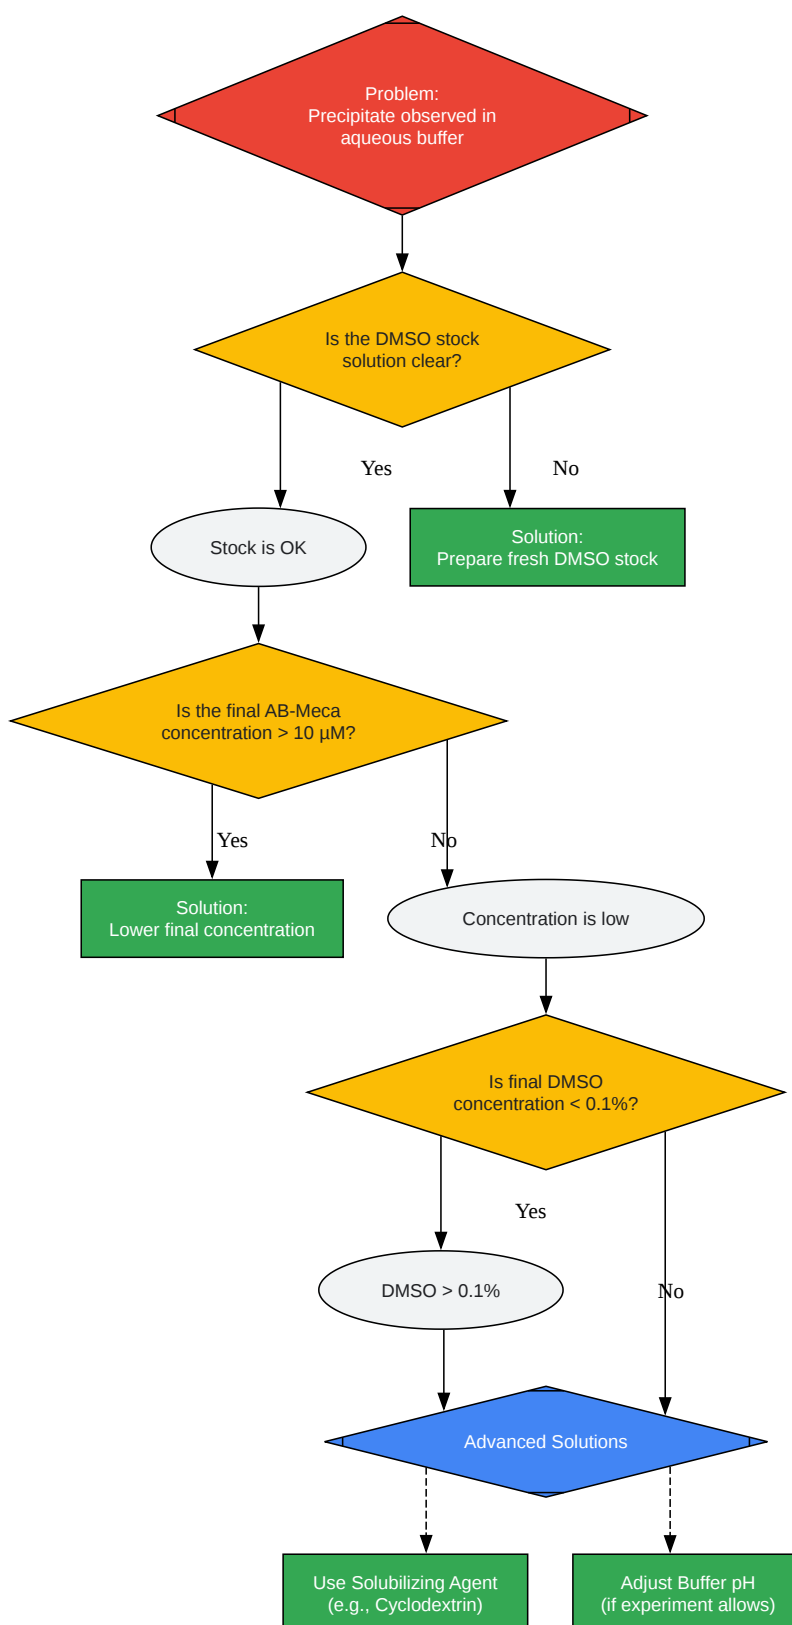 Problem:
Precipitate observed in
aqueous buffer
Is the DMSO stock
solution clear?
Yes
No
Stock is OK
Solution:
Prepare fresh DMSO stock
Is the final AB-Meca
concentration > 10 µM?
Yes
No
Solution:
Lower final concentration
Concentration is low
Is final DMSO
concentration < 0.1%?
Yes
DMSO > 0.1%
No
Advanced Solutions
Use Solubilizing Agent
(e.g., Cyclodextrin)
Adjust Buffer pH
(if experiment allows)